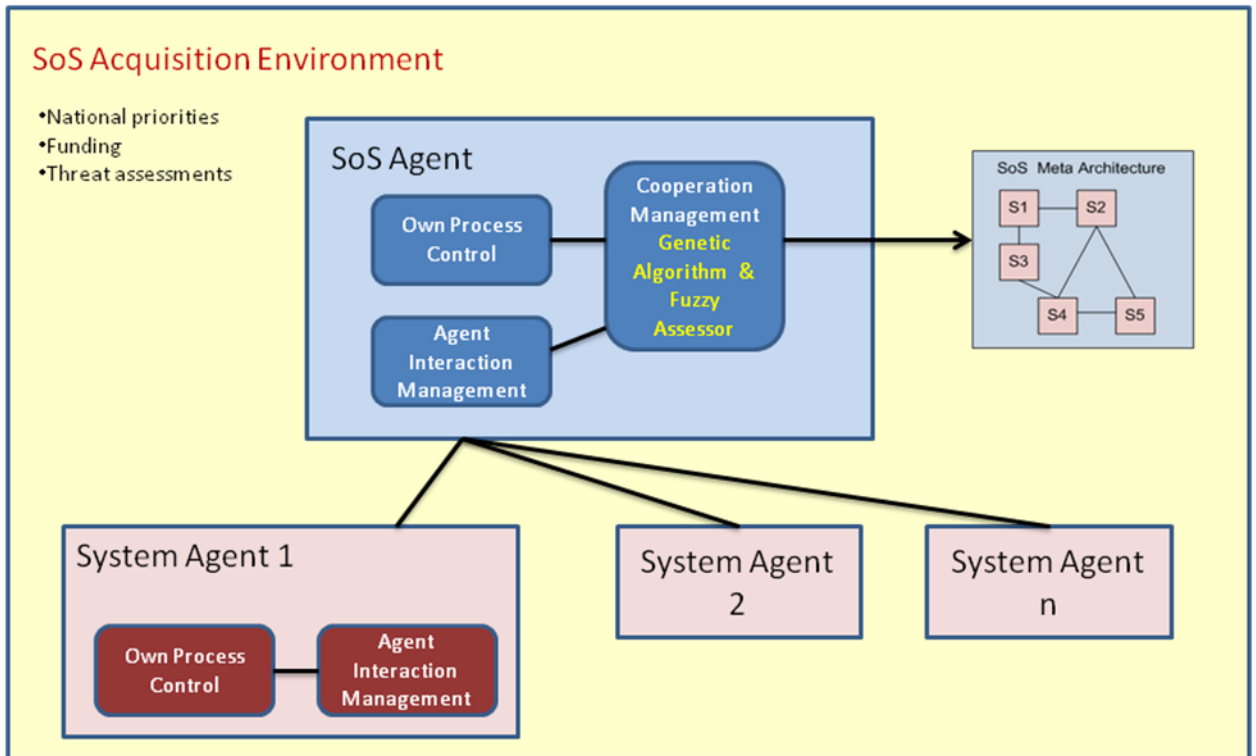 SoS Acquisition Environment
•National priorities
•Funding
•Threat assessments
SoS Agent
Own Process
Control
Agent
Interaction
Management
Cooperation
Management
Genetic
Algorithm &
Fuzzy
Assessor
SoS Meta Architecture
S1
S2
S3
S4
S5
System Agent 1
Own Process
Control
Agent
Interaction
Management
System Agent
2
System Agent
n